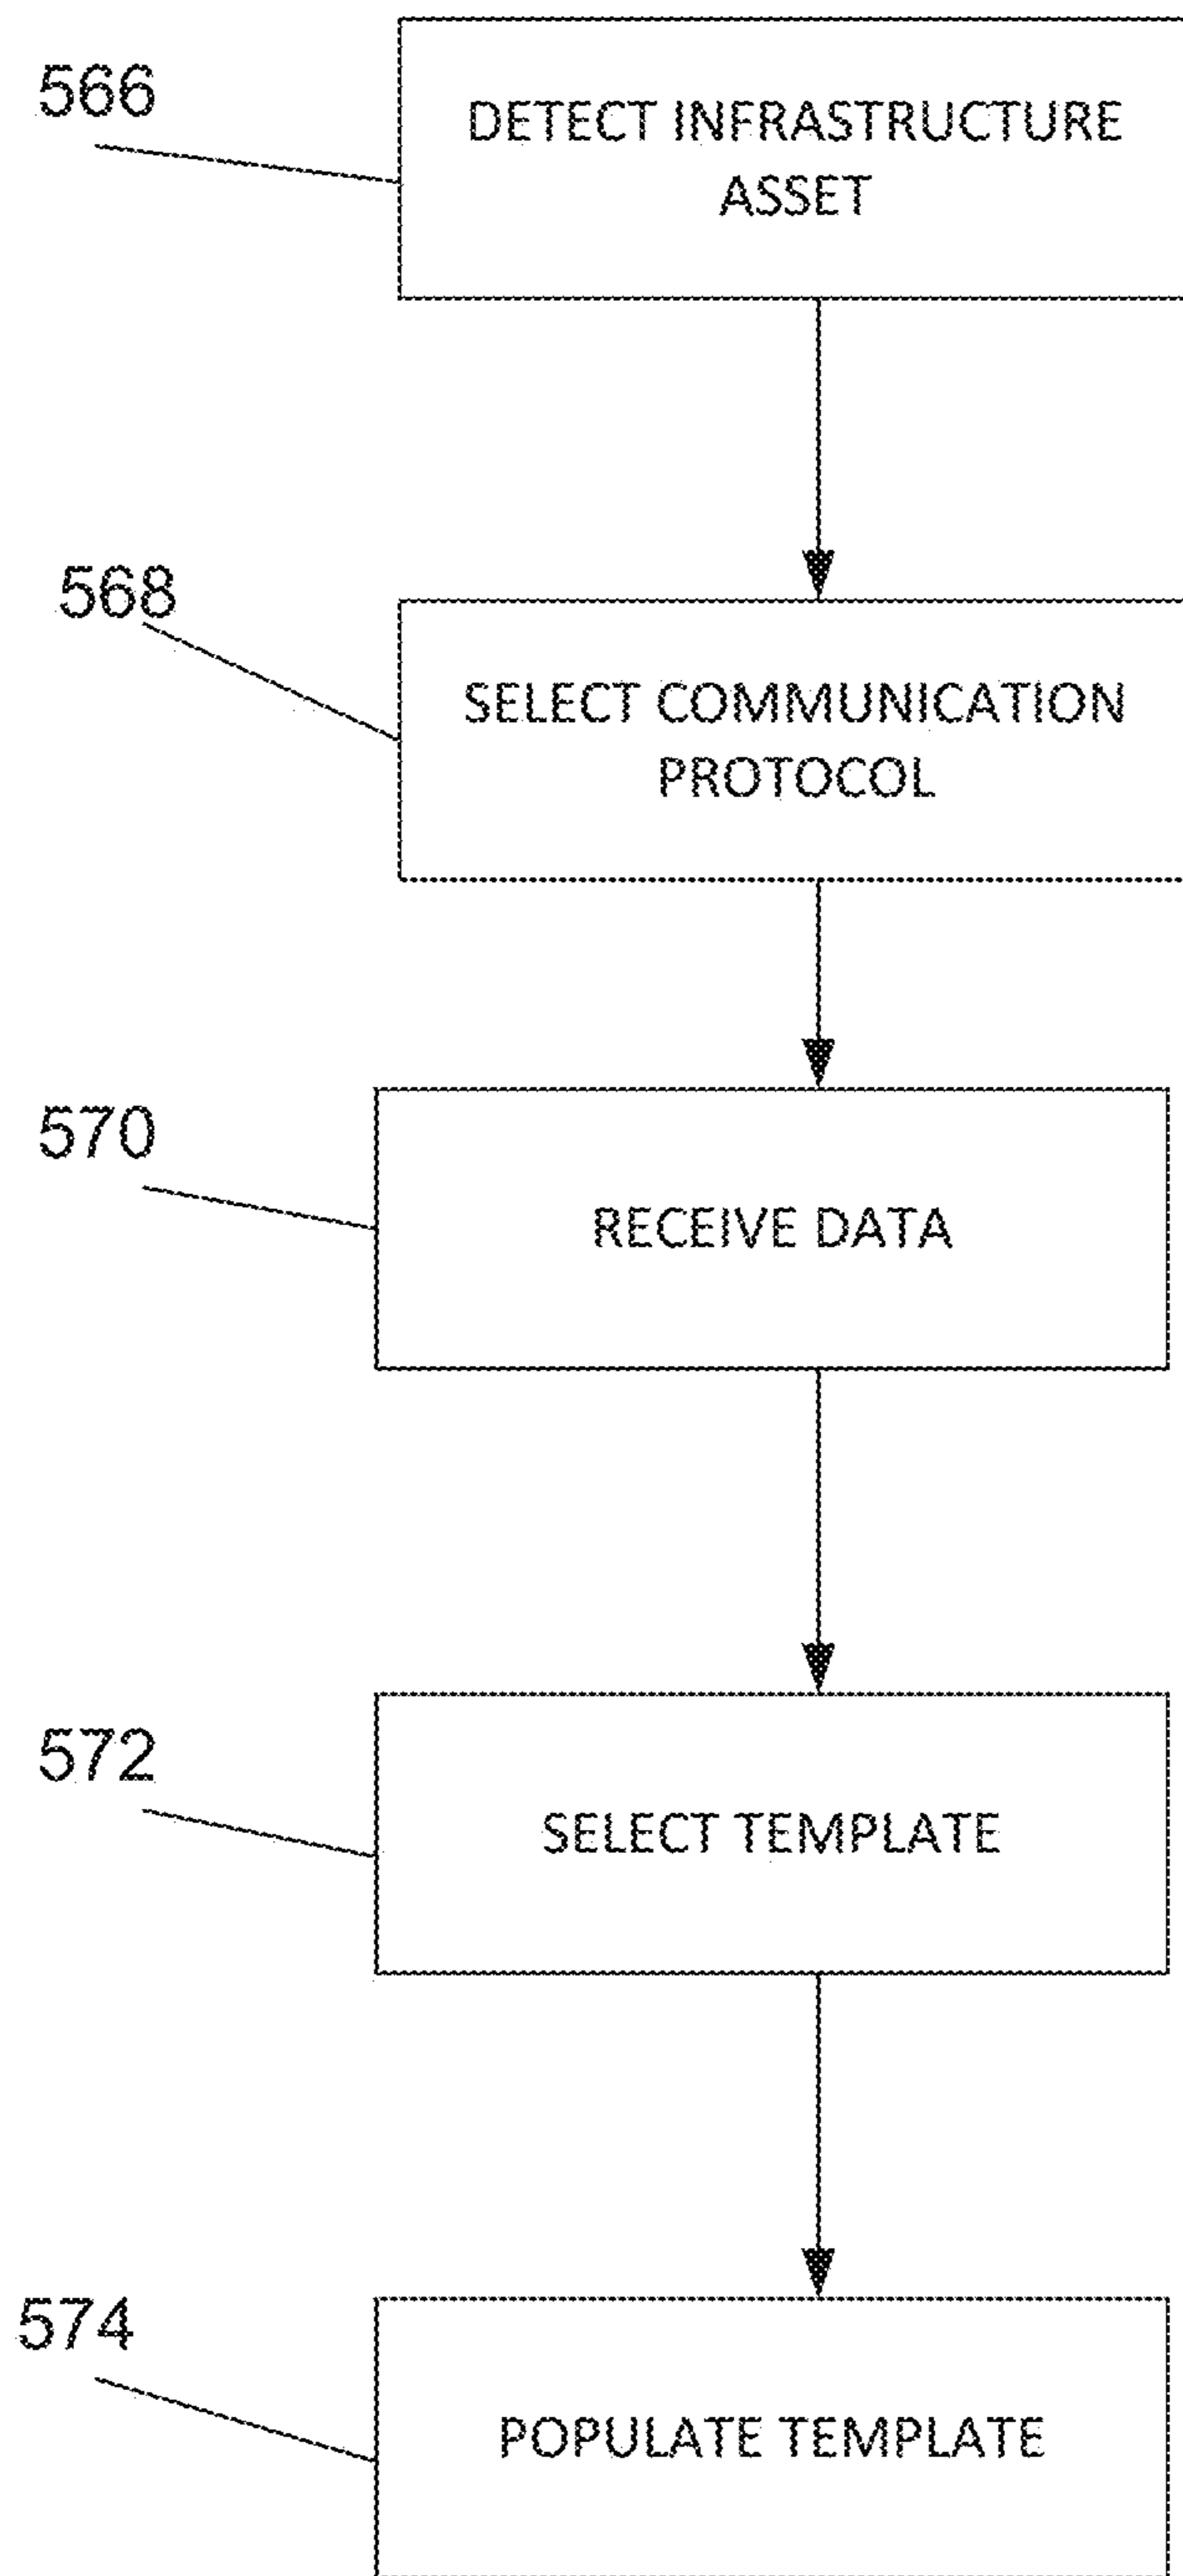 566
DETECT INFRASTRUCTURE
ASSET
568
SELECT COMMUNICATION
PROTOCOL
570
RECEIVE DATA
572
SELECT TEMPLATE
574
POPULATE TEMPLATE